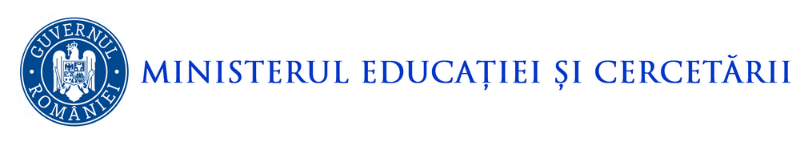 GUVERNUL ROMÂNIEI
MINISTERUL EDUCAȚIEI ȘI CERCETĂRII